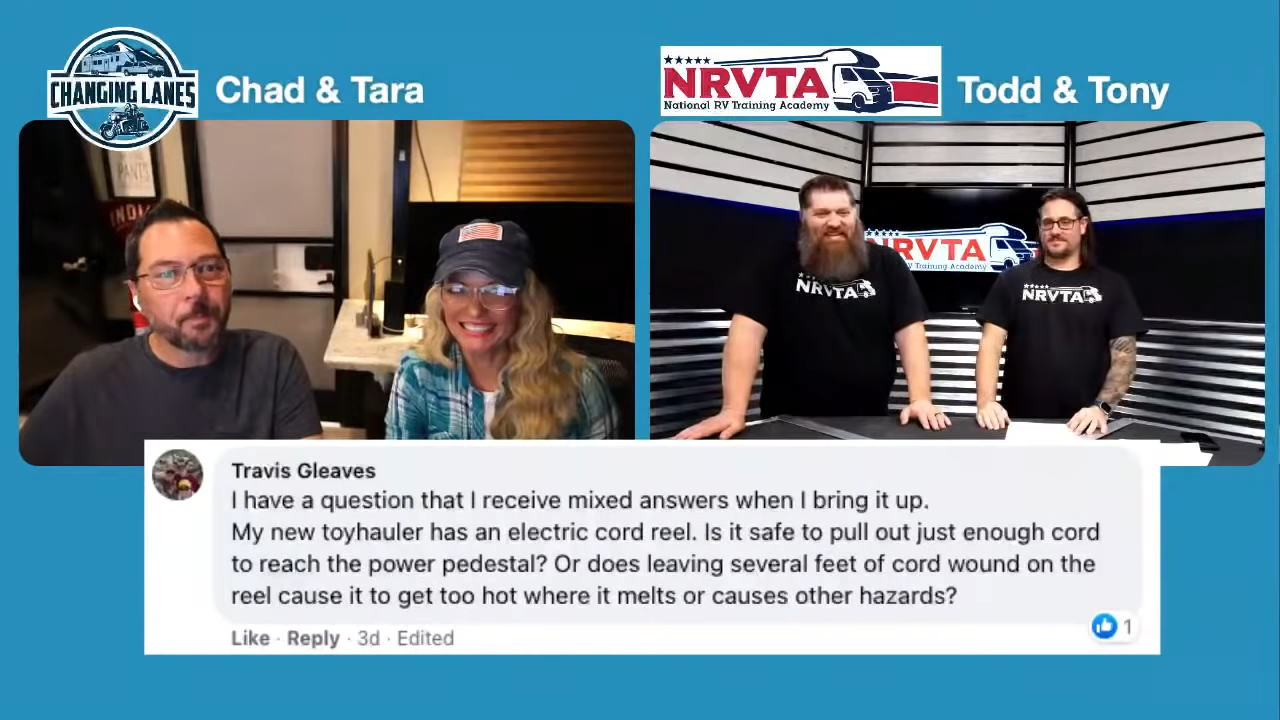 CHANGING LANES
Chad & Tara
NRVTA
National RV Training Academy
Todd & Tony
PANTS
INDI
NRVTA
V Training Academy
NRVTA
NRVTA
Travis Gleaves
I have a question that I receive mixed answers when I bring it up.
My new toyhauler has an electric cord reel. Is it safe to pull out just enough cord
to reach the power pedestal? Or does leaving several feet of cord wound on the
reel cause it to get too hot where it melts or causes other hazards?
Like · Reply · 3d · Edited
1